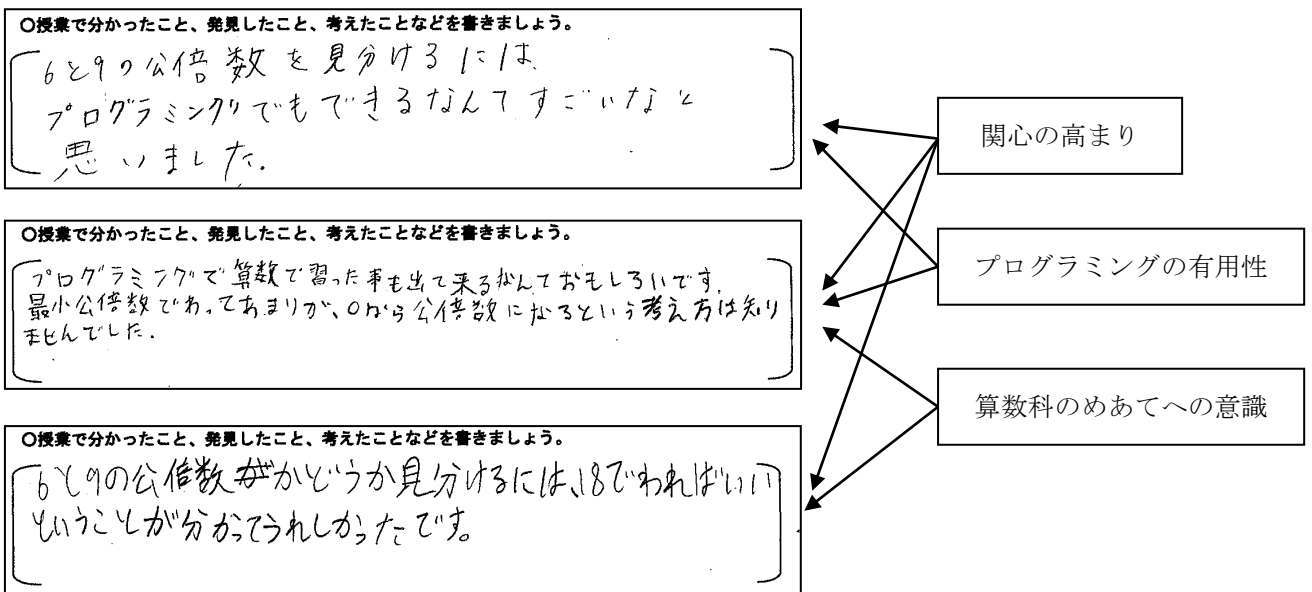 〇授業で分かったこと、発見したこと、考えたことなどを書きましょう。
6と9の公倍数を見分けるには、
プログラミングでもできるなんてすごいなと
思いました.
〇授業で分かったこと、発見したこと、考えたことなどを書きましょう。
プログラミングで算数で習った事も出て来るなんておもしろいです.
最小公倍数でわってあまりが、0なら公倍数になるという考え方は知り
ませんでした.
〇授業で分かったこと、発見したこと、考えたことなどを書きましょう。
6と9の公倍数かどうか見分けるには、18でわればいい
ということが分かってうれしかったです。
関心の高まり
プログラミングの有用性
算数科のめあてへの意識